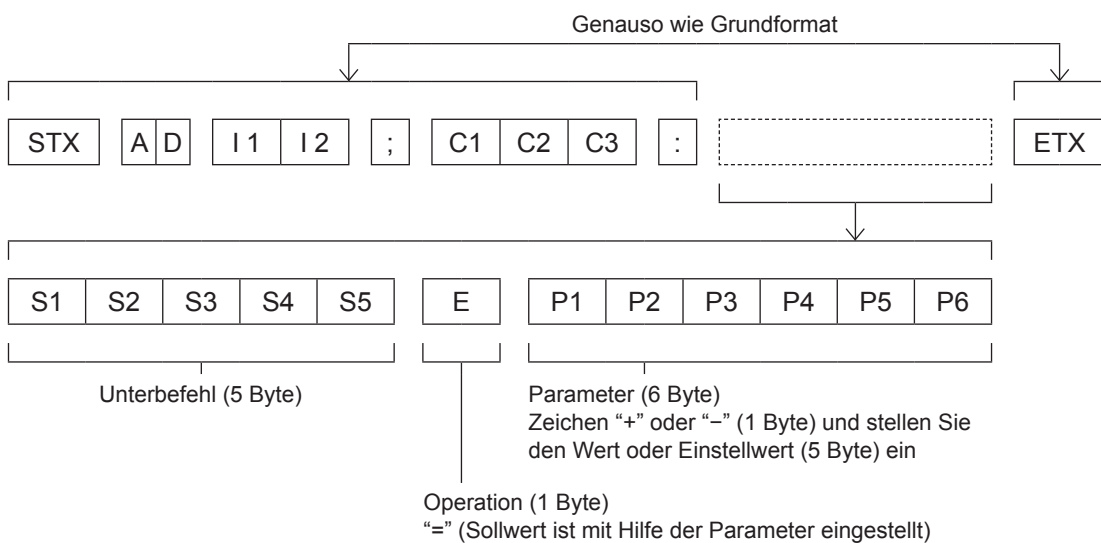 Genauso wie Grundformat
STX A D I 1 I 2 ; C1 C2 C3 : ETX
S1 S2 S3 S4 S5 E P1 P2 P3 P4 P5 P6
Unterbefehl (5 Byte)
Parameter (6 Byte)
Zeichen “+” oder “−” (1 Byte) und stellen Sie
den Wert oder Einstellwert (5 Byte) ein
Operation (1 Byte)
“=” (Sollwert ist mit Hilfe der Parameter eingestellt)